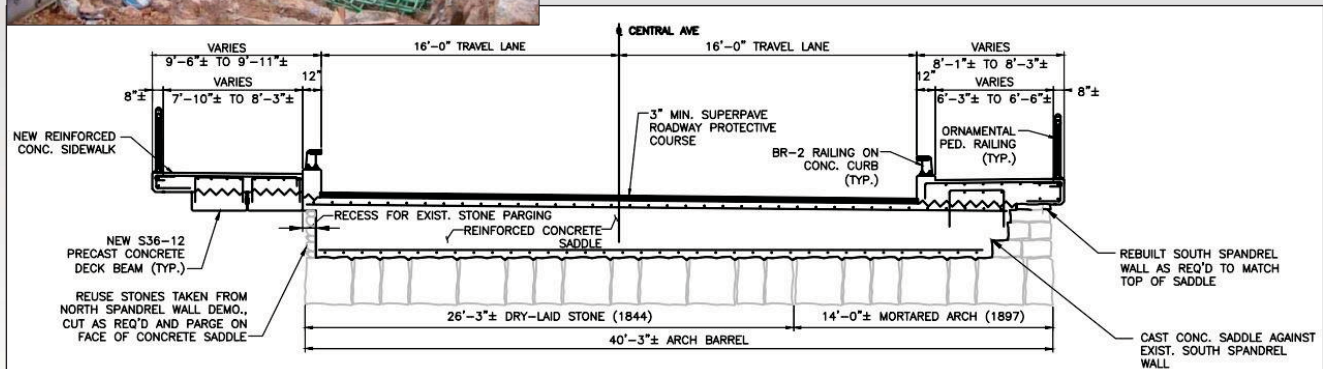 ℄ CENTRAL AVE
VARIES
9'-6"± TO 9'-11"±
16'-0" TRAVEL LANE
16'-0" TRAVEL LANE
VARIES
8'-1"± TO 8'-3"±
8"±
VARIES
7'-10"± TO 8'-3"±
12"
12"
VARIES
6'-3"± TO 6'-6"±
8"±
NEW REINFORCED
CONC. SIDEWALK
3" MIN. SUPERPAVE
ROADWAY PROTECTIVE
COURSE
BR-2 RAILING ON
CONC. CURB
(TYP.)
ORNAMENTAL
PED. RAILING
(TYP.)
RECESS FOR EXIST. STONE PARGING
REINFORCED CONCRETE
SADDLE
NEW S36-12
PRECAST CONCRETE
DECK BEAM (TYP.)
REBUILT SOUTH SPANDREL
WALL AS REQ'D TO MATCH
TOP OF SADDLE
REUSE STONES TAKEN FROM
NORTH SPANDREL WALL DEMO.,
CUT AS REQ'D AND PARGE ON
FACE OF CONCRETE SADDLE
26'-3"± DRY-LAID STONE (1844)
14'-0"± MORTARED ARCH (1897)
40'-3"± ARCH BARREL
CAST CONC. SADDLE AGAINST
EXIST. SOUTH SPANDREL
WALL